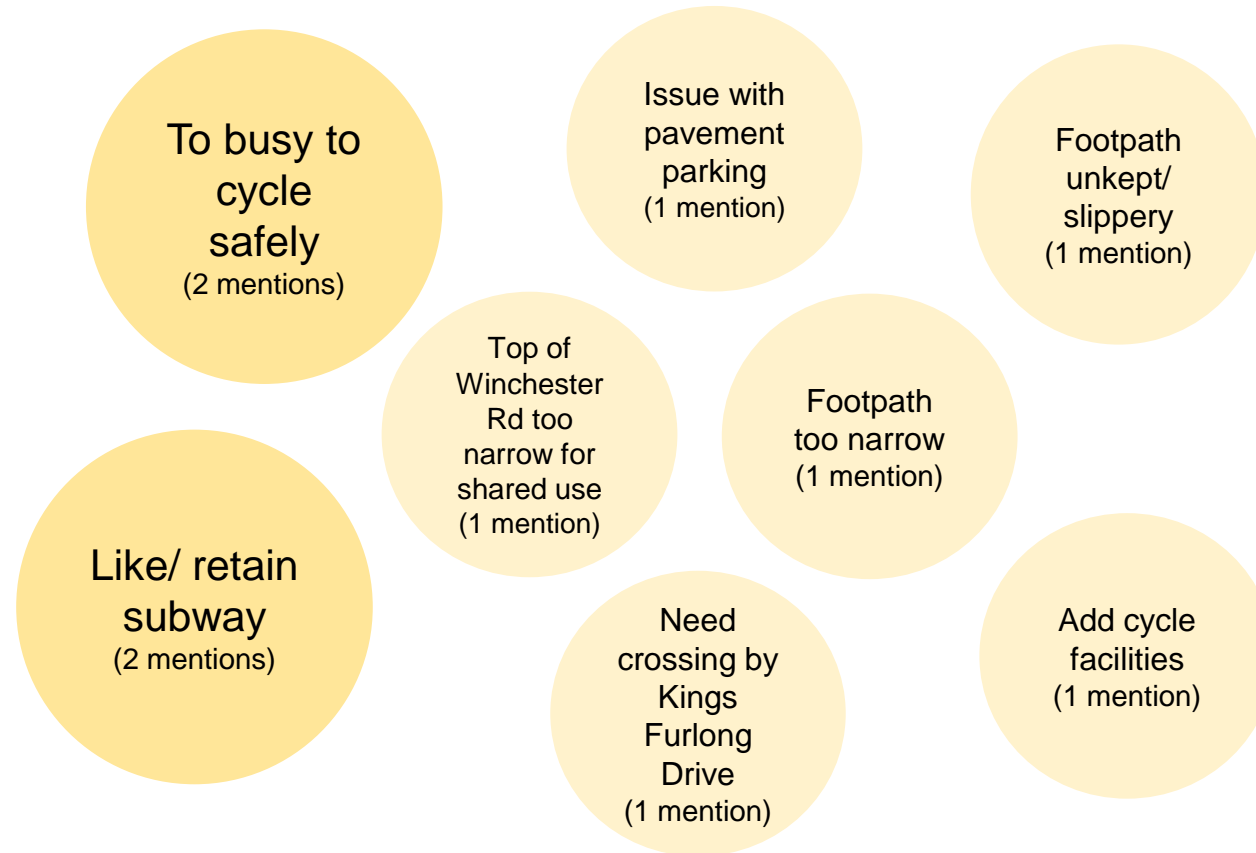 To busy to
cycle
safely
(2 mentions)
Issue with
pavement
parking
(1 mention)
Footpath
unkept/
slippery
(1 mention)
Top of
Winchester
Rd too
narrow for
shared use
(1 mention)
Footpath
too narrow
(1 mention)
Like/ retain
subway
(2 mentions)
Need
crossing by
Kings
Furlong
Drive
(1 mention)
Add cycle
facilities
(1 mention)